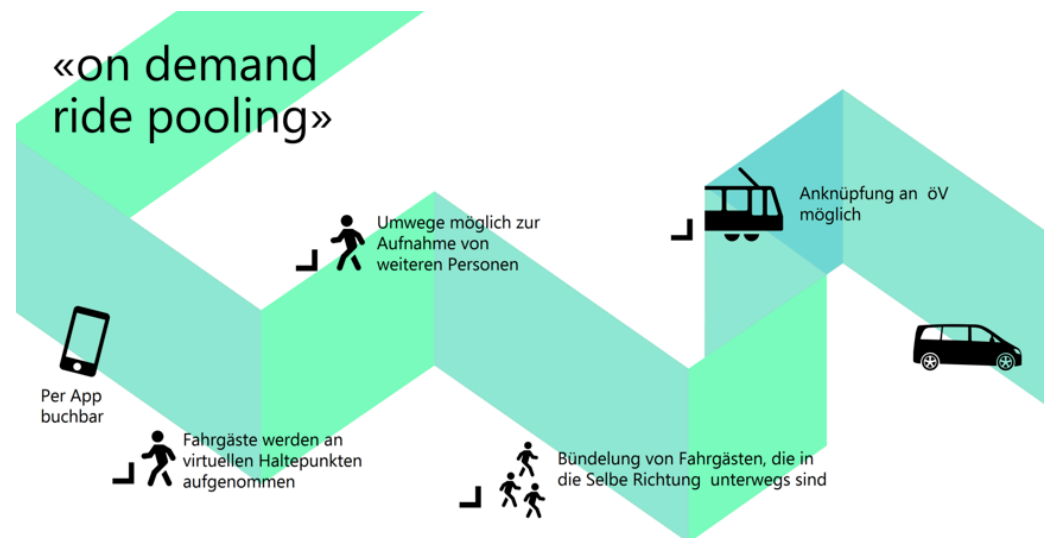 «on demand
ride pooling»
Umwege möglich zur
Aufnahme von
weiteren Personen
Anknüpfung an öV
möglich
Per App
buchbar
Fahrgäste werden an
virtuellen Haltepunkten
aufgenommen
Bündelung von Fahrgästen, die in
die Selbe Richtung unterwegs sind